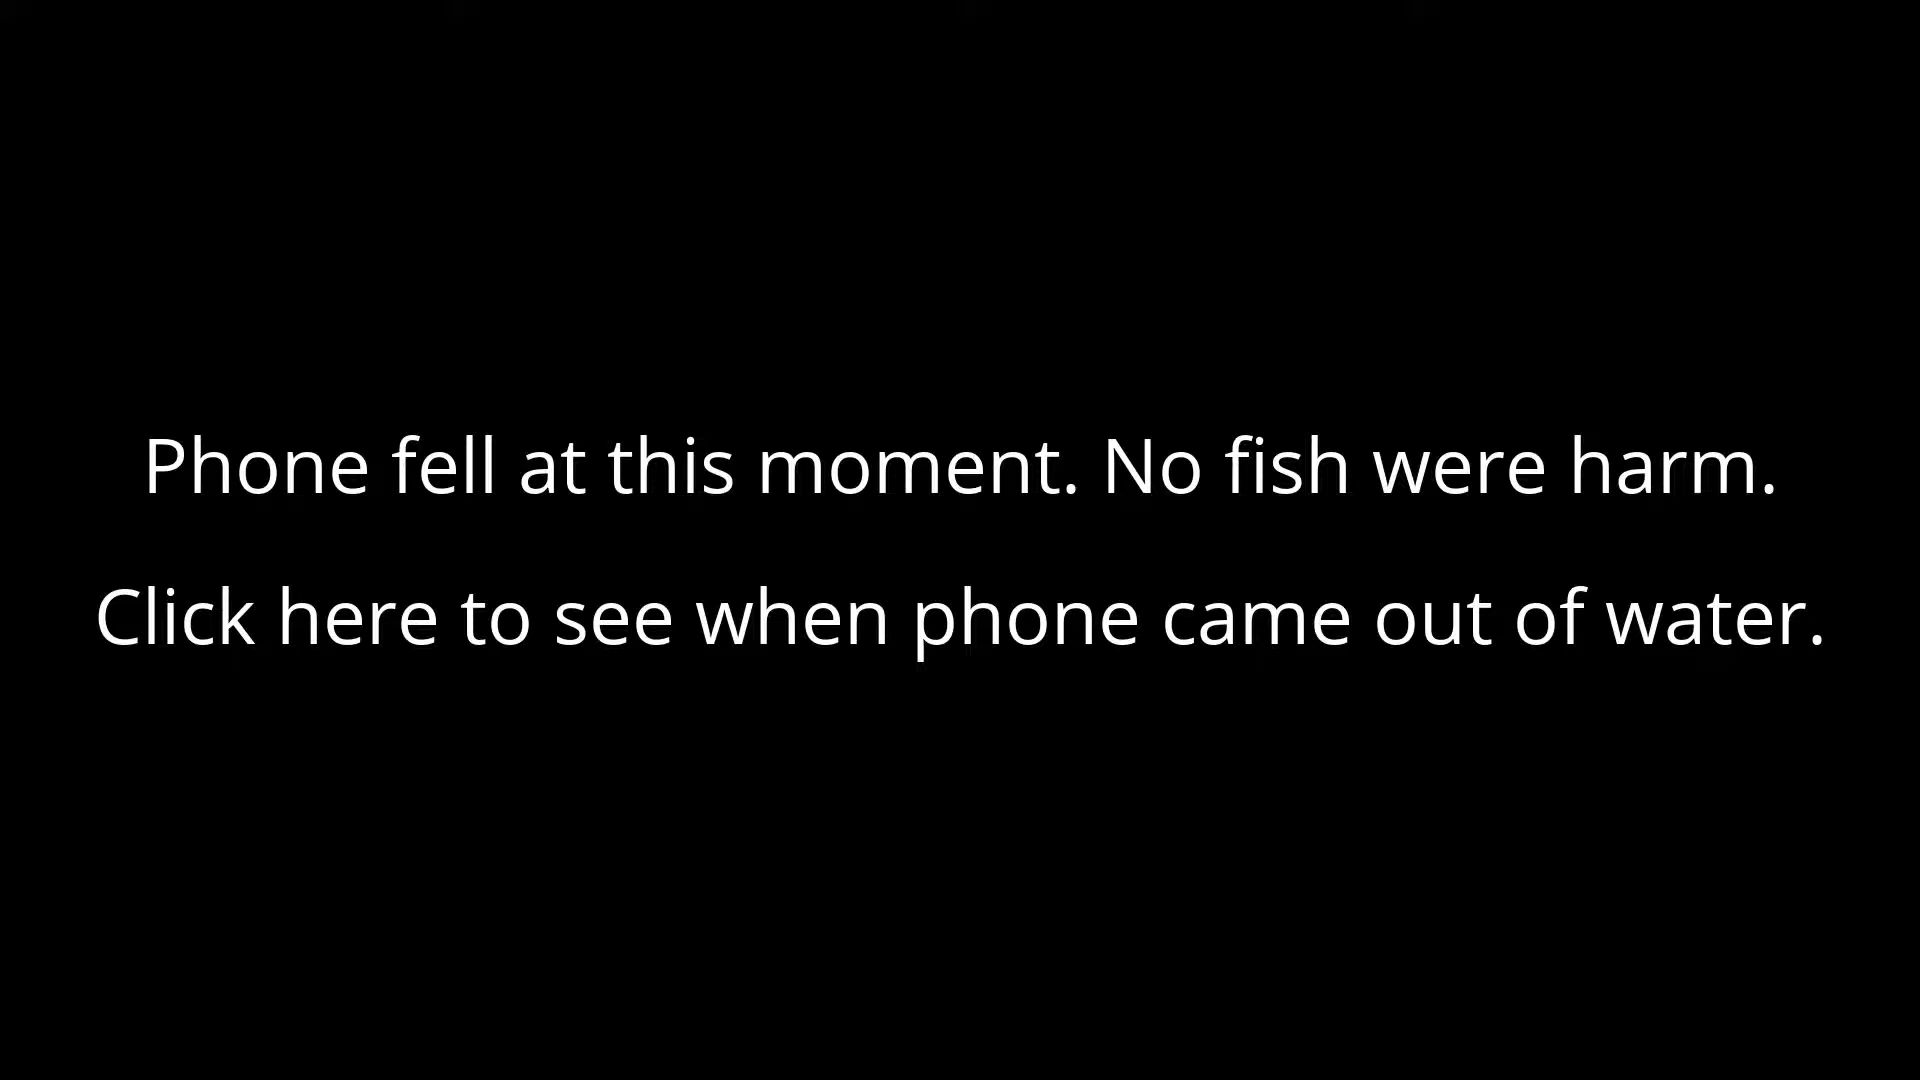 Phone fell at this moment. No fish were harm.
Click here to see when phone came out of water.